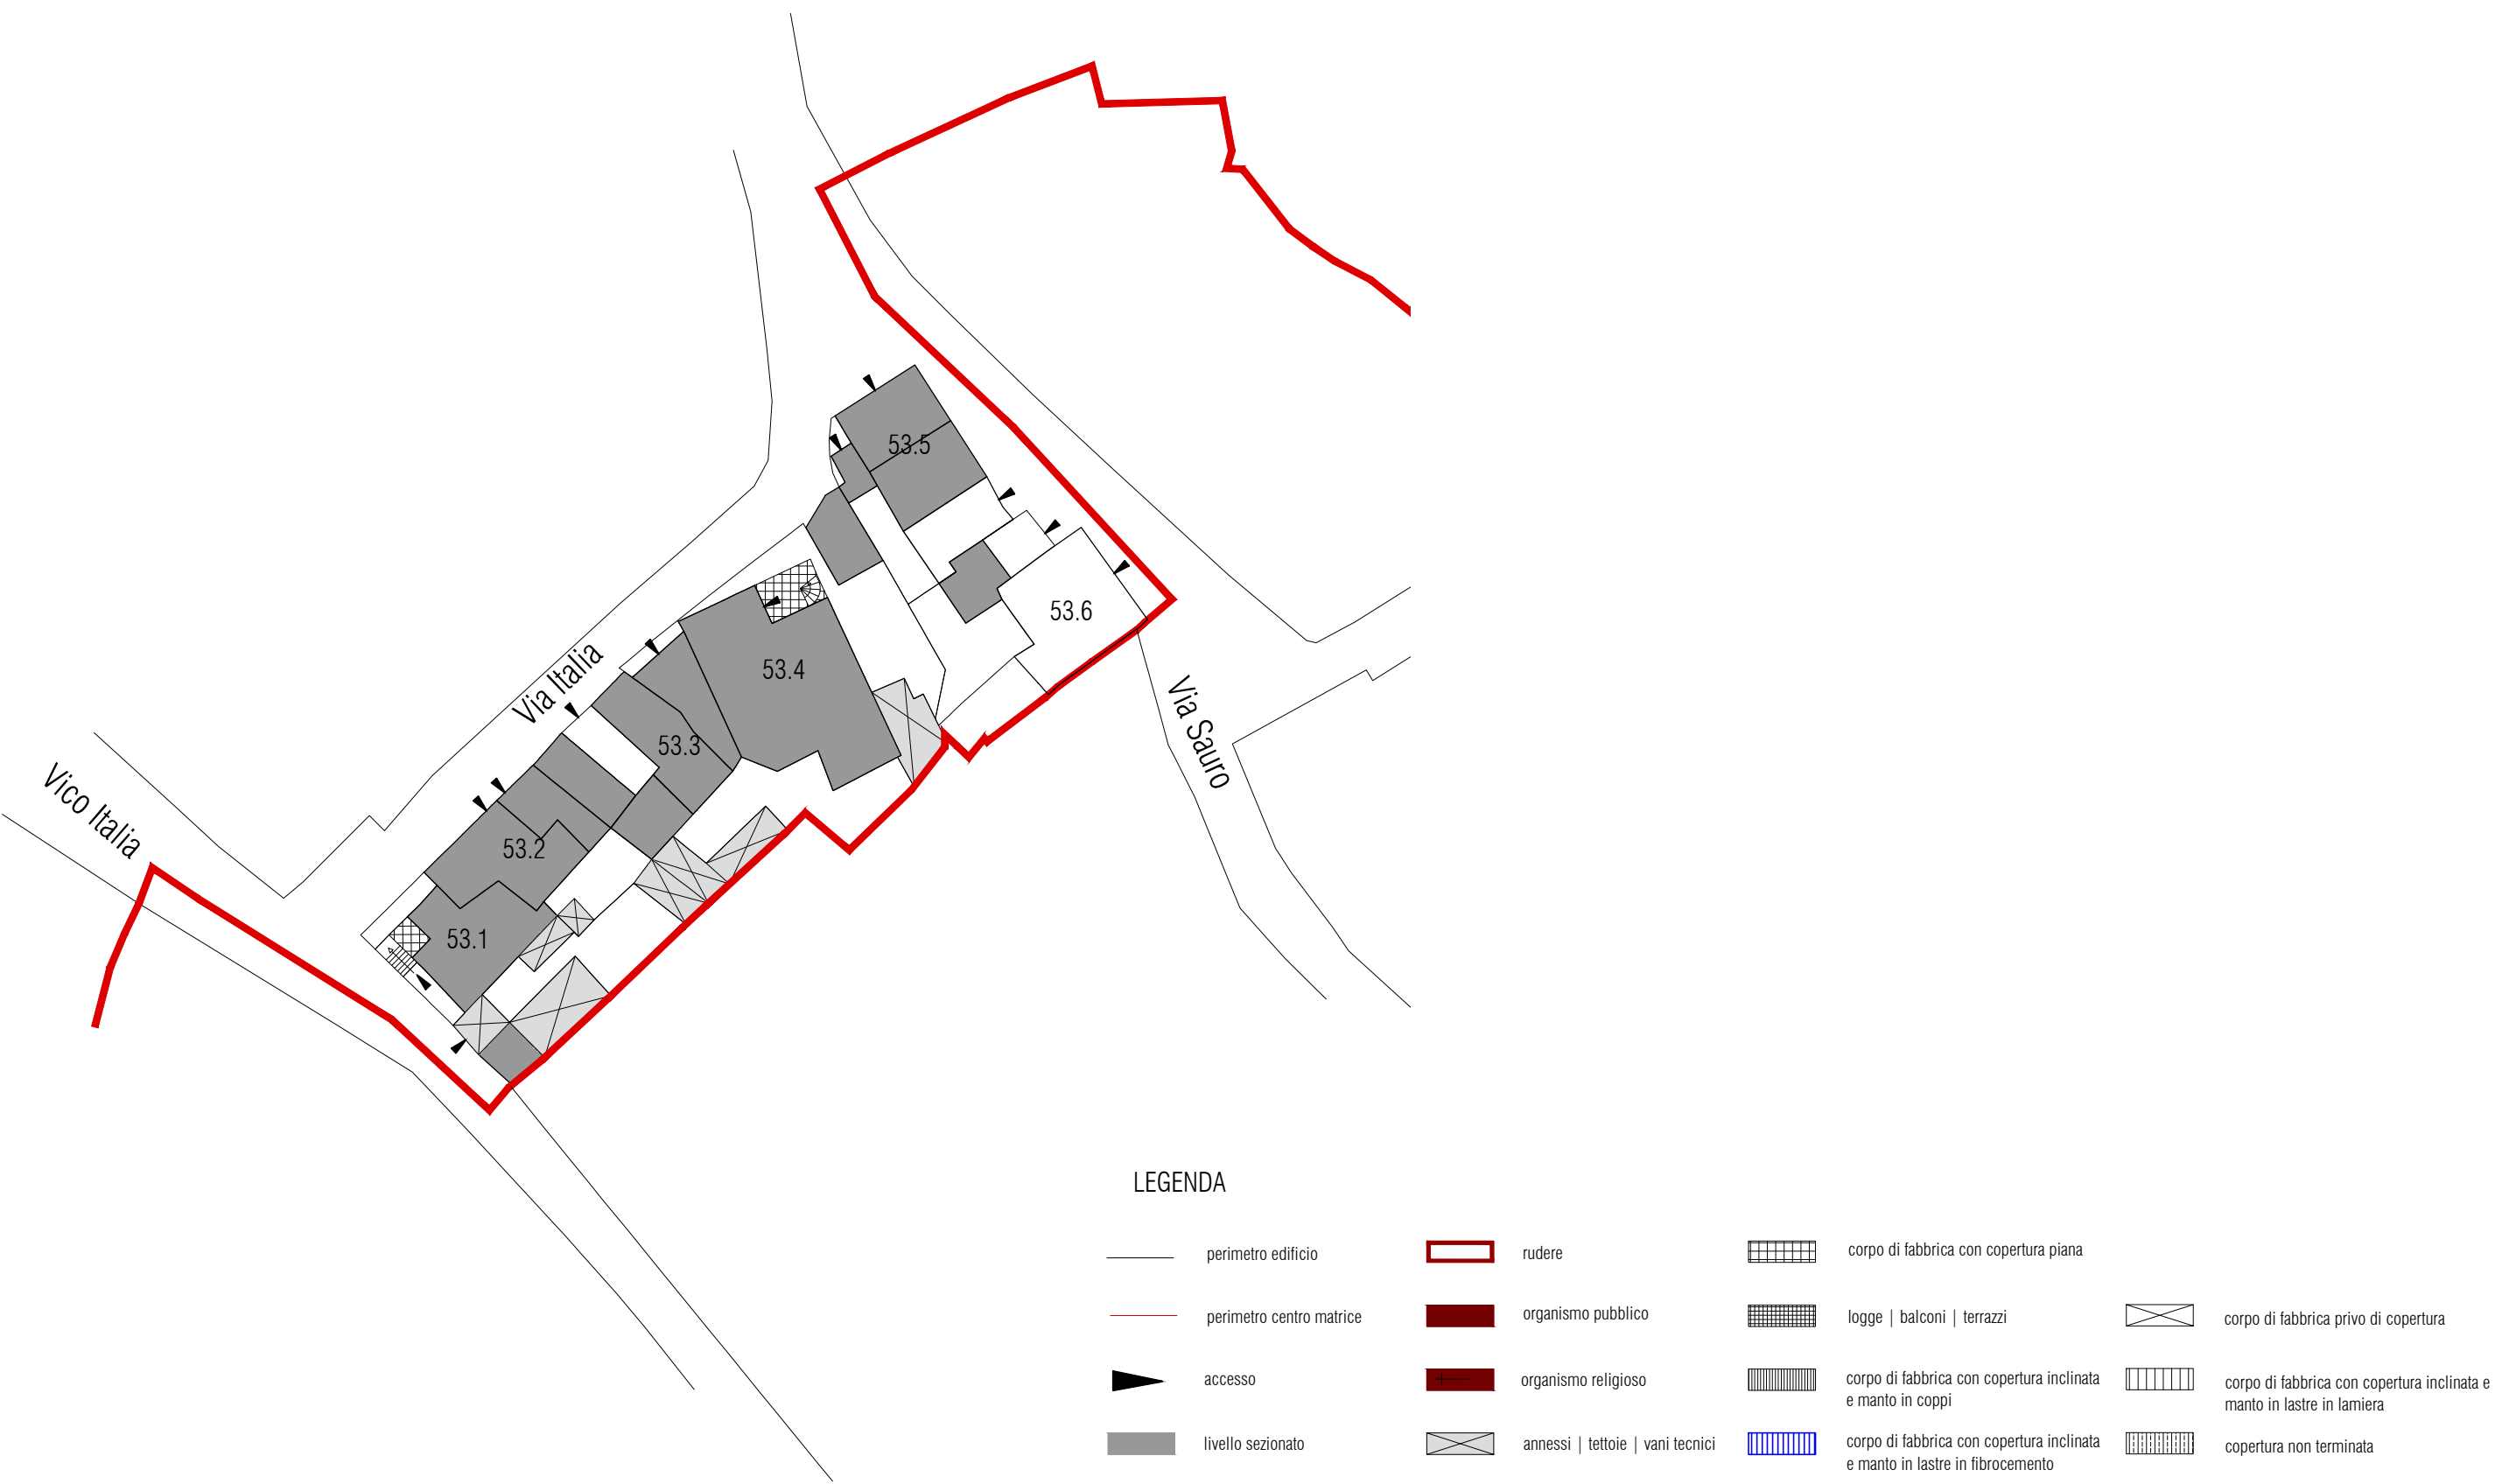 53.5
53.6
53.4
Via Italia
53.3
Via Sauro
Vico Italia
53.2
53.1
LEGENDA
perimetro edificio
perimetro centro matrice
accesso
livello sezionato
rudere
organismo pubblico
organismo religioso
annessi | tettoie | vani tecnici
corpo di fabbrica con copertura piana
logge | balconi | terrazzi
corpo di fabbrica con copertura inclinata
e manto in coppi
corpo di fabbrica con copertura inclinata
e manto in lastre in fibrocemento
corpo di fabbrica privo di copertura
corpo di fabbrica con copertura inclinata e
manto in lastre in lamiera
copertura non terminata